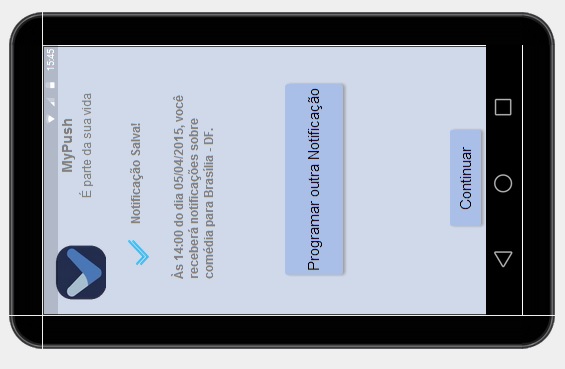 15:45
MyPush
É parte da sua vida
Notificação Salva!
Às 14:00 do dia 05/04/2015, você
receberá notificações sobre
comédia para Brasília - DF.
Programar outra Notificação
Continuar